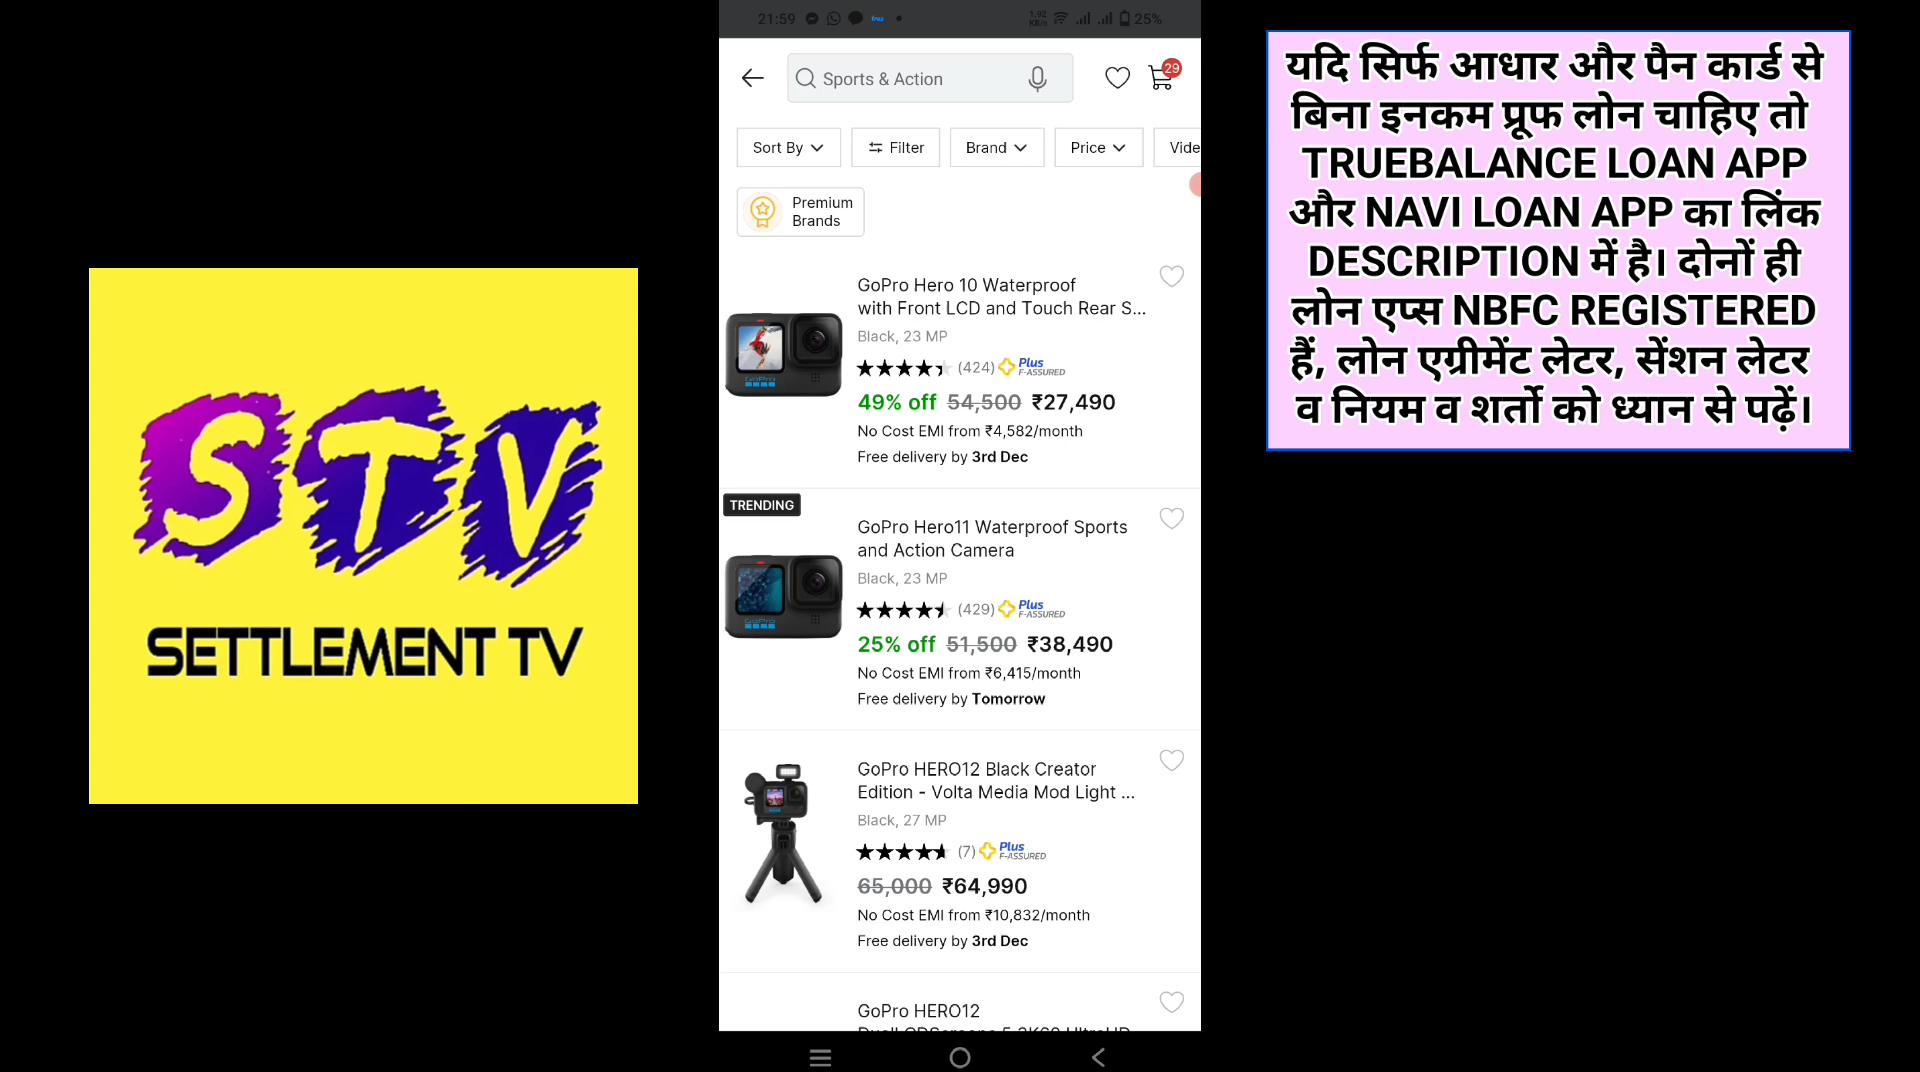 STV
SETTLEMENT TV
21:59
1.92
KB/s
25%
Sports & Action
29
Sort By
Filter
Brand
Price
Vide
Premium
Brands
GoPro Hero 10 Waterproof
with Front LCD and Touch Rear S...
Black, 23 MP
(424) Plus
F-ASSURED
49% off 54,500 ₹27,490
No Cost EMI from ₹4,582/month
Free delivery by 3rd Dec
TRENDING
GoPro Hero11 Waterproof Sports
and Action Camera
Black, 23 MP
(429) Plus
F-ASSURED
25% off 51,500 ₹38,490
No Cost EMI from ₹6,415/month
Free delivery by Tomorrow
GoPro HERO12 Black Creator
Edition - Volta Media Mod Light ...
Black, 27 MP
(7) Plus
F-ASSURED
65,000 ₹64,990
No Cost EMI from ₹10,832/month
Free delivery by 3rd Dec
GoPro HERO12
यदि सिर्फ आधार और पैन कार्ड से
बिना इनकम प्रूफ लोन चाहिए तो
TRUEBALANCE LOAN APP
और NAVI LOAN APP का लिंक
DESCRIPTION में है। दोनों ही
लोन एप्स NBFC REGISTERED
हैं, लोन एग्रीमेंट लेटर, सेंशन लेटर
व नियम व शर्तो को ध्यान से पढ़ें।